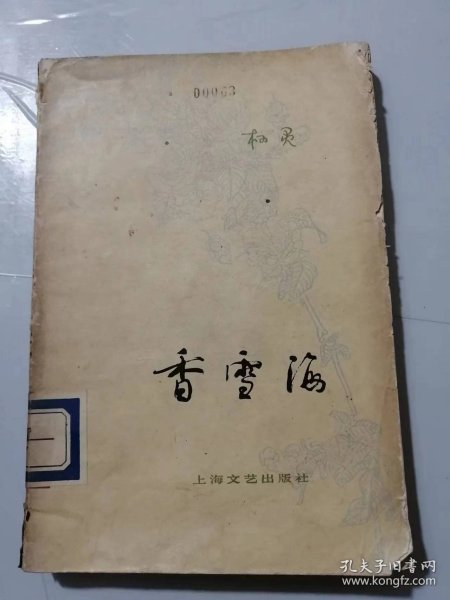 00063
柯灵
香雪海
上海文艺出版社
孔夫子旧书网
www.kongfz.com